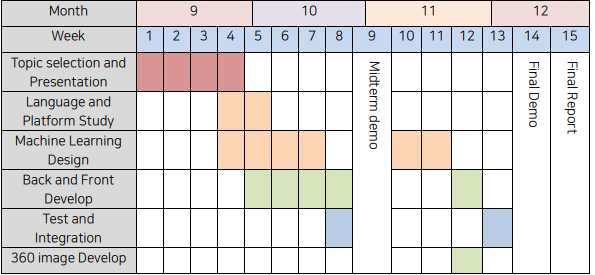 Month 9 10 11 12
Week 1 2 3 4 5 6 7 8 9 10 11 12 13 14 15
Topic selection and
Presentation
Language and
Platform Study
Machine Learning
Design
Back and Front
Develop
Test and
Integration
360 image Develop
Midterm demo
Final Demo
Final Report